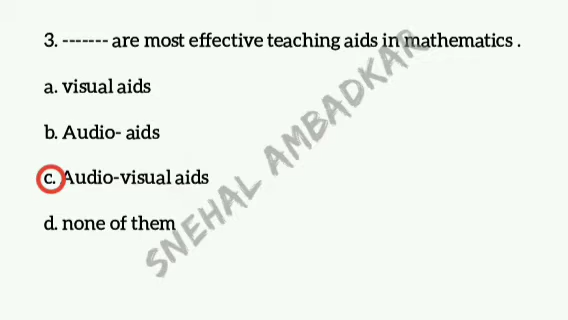 3. ------- are most effective teaching aids in mathematics .
a. visual aids
b. Audio- aids
c. Audio-visual aids
d. none of them
SNEHAL AMBADKAR